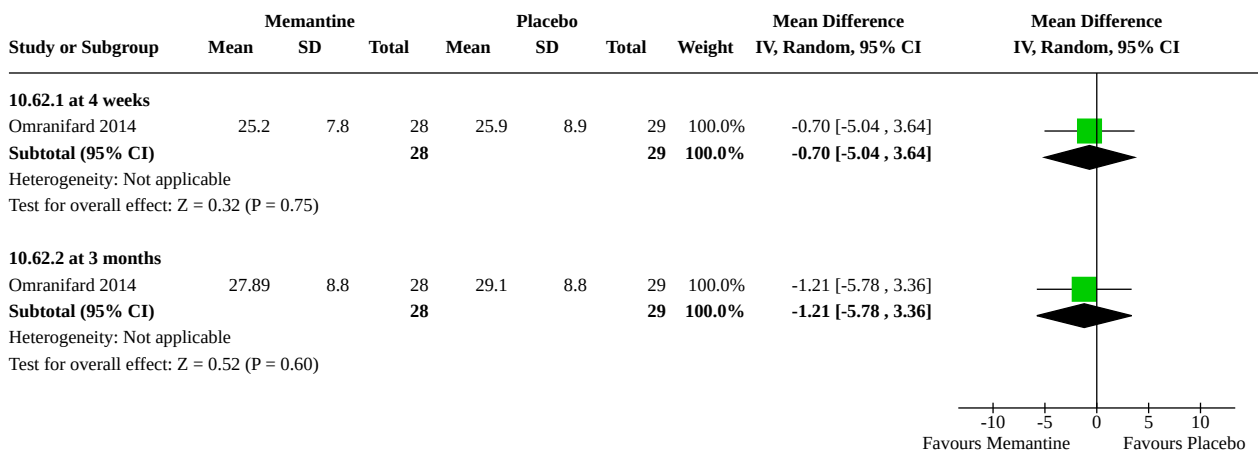 Memantine Placebo Mean Difference Mean Difference
Study or Subgroup Mean SD Total Mean SD Total Weight IV, Random, 95% CI IV, Random, 95% CI
10.62.1 at 4 weeks
Omranifard 2014 25.2 7.8 28 25.9 8.9 29 100.0% -0.70 [-5.04 , 3.64]
Subtotal (95% CI) 28 29 100.0% -0.70 [-5.04 , 3.64]
Heterogeneity: Not applicable
Test for overall effect: Z = 0.32 (P = 0.75)
10.62.2 at 3 months
Omranifard 2014 27.89 8.8 28 29.1 8.8 29 100.0% -1.21 [-5.78 , 3.36]
Subtotal (95% CI) 28 29 100.0% -1.21 [-5.78 , 3.36]
Heterogeneity: Not applicable
Test for overall effect: Z = 0.52 (P = 0.60)
-10 -5 0 5 10
Favours Memantine Favours Placebo